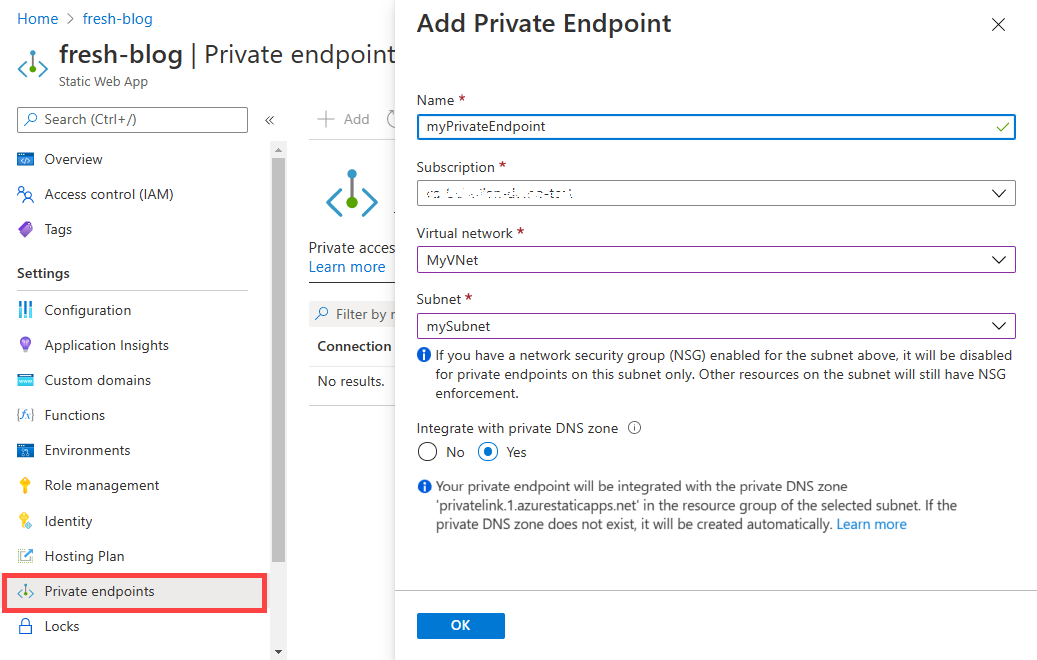 Home > fresh-blog
fresh-blog | Private endpoint
Static Web App
Search (Ctrl+/)
«
Overview
Access control (IAM)
Tags
Settings
Configuration
Application Insights
Custom domains
Functions
Environments
Role management
Identity
Hosting Plan
Private endpoints
Locks
Add
Private acces
Learn more
Filter by n
Connection
No results.
Add Private Endpoint
Name *
myPrivateEndpoint
Subscription *
Virtual network *
MyVNet
Subnet *
mySubnet
If you have a network security group (NSG) enabled for the subnet above, it will be disabled
for private endpoints on this subnet only. Other resources on the subnet will still have NSG
enforcement.
Integrate with private DNS zone
No Yes
Your private endpoint will be integrated with the private DNS zone
'privatelink.1.azurestaticapps.net' in the resource group of the selected subnet. If the
private DNS zone does not exist, it will be created automatically. Learn more
OK